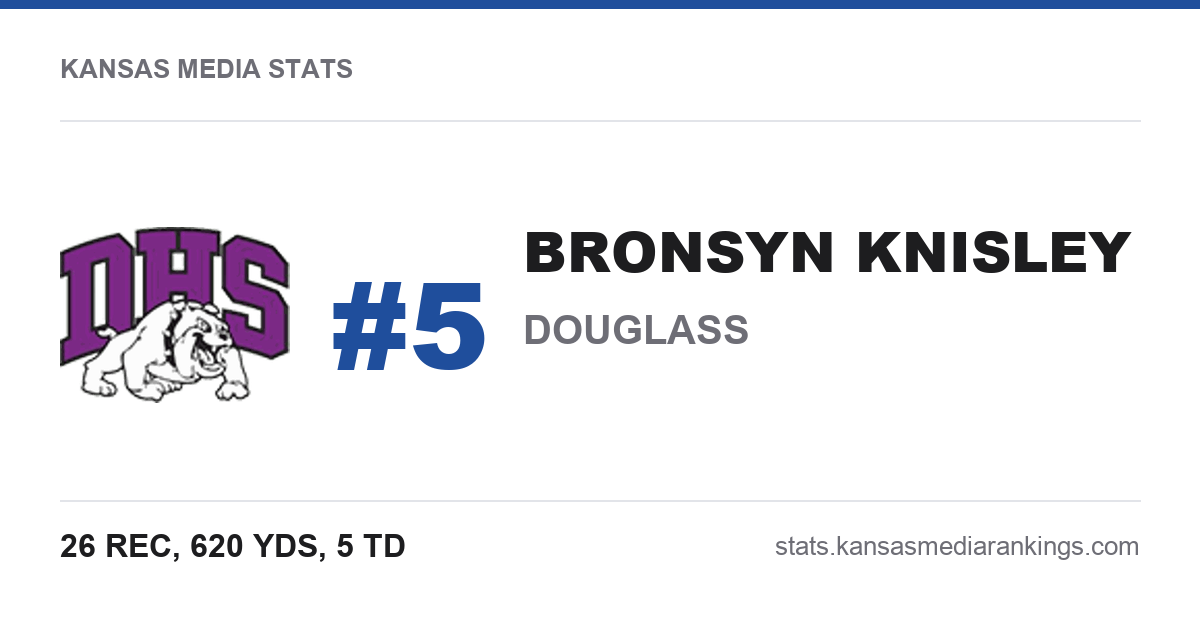 KANSAS MEDIA STATS
DHS
#5
BRONSYN KNISLEY
DOUGLASS
26 REC, 620 YDS, 5 TD
stats.kansasmediarankings.com